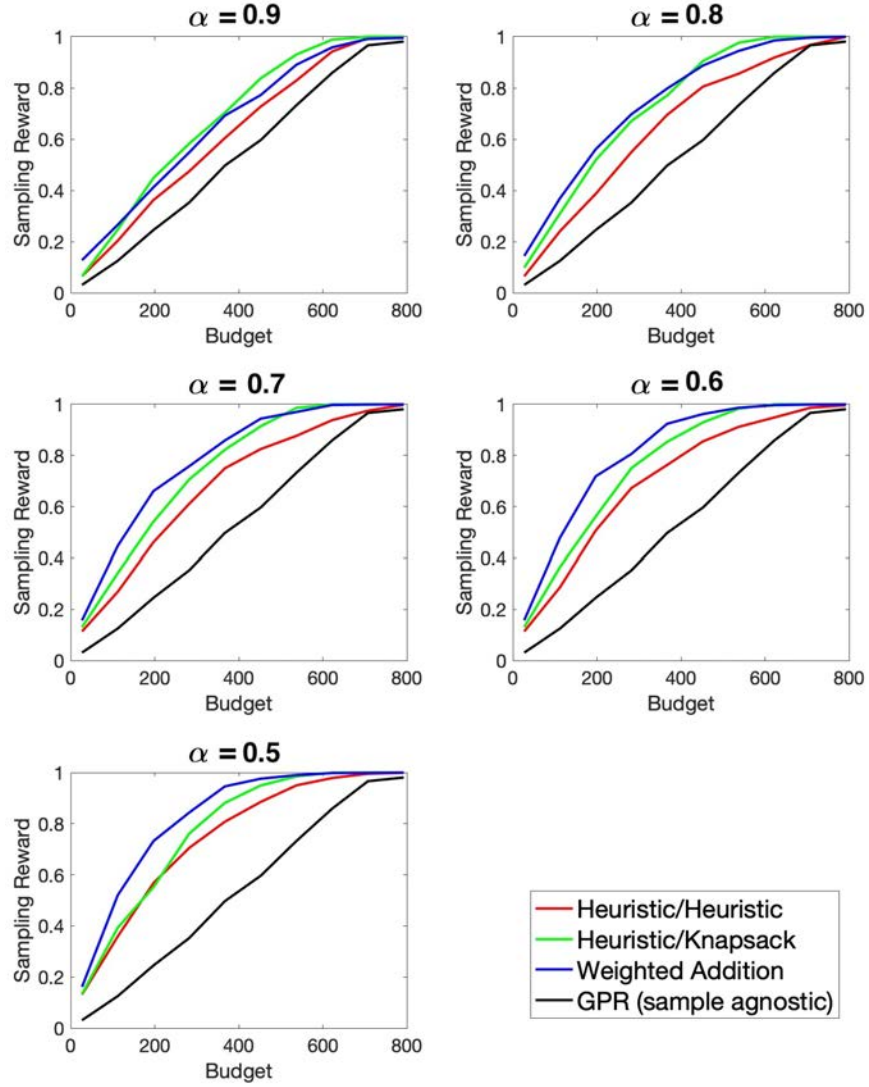 α = 0.9
1
0.8
0.6
0.4
0.2
0
Sampling Reward
0 200 400 600 800
Budget
α = 0.8
1
0.8
0.6
0.4
0.2
0
Sampling Reward
0 200 400 600 800
Budget
α = 0.7
1
0.8
0.6
0.4
0.2
0
Sampling Reward
0 200 400 600 800
Budget
α = 0.6
1
0.8
0.6
0.4
0.2
0
Sampling Reward
0 200 400 600 800
Budget
α = 0.5
1
0.8
0.6
0.4
0.2
0
Sampling Reward
0 200 400 600 800
Budget
Heuristic/Heuristic
Heuristic/Knapsack
Weighted Addition
GPR (sample agnostic)